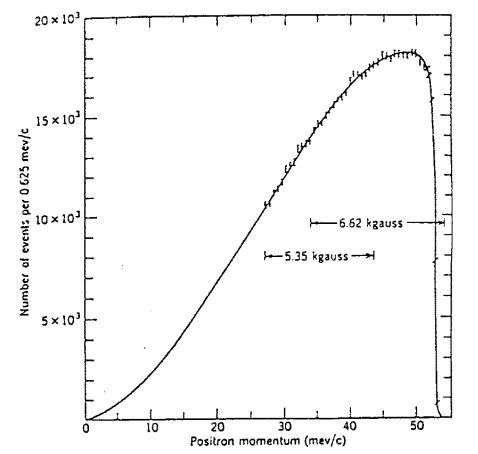 20 × 10³
15 × 10³
10 × 10³
5 × 10³
Number of events per 0.625 mev/c
6.62 kgauss
5.35 kgauss
0 10 20 30 40 50
Positron momentum (mev/c)